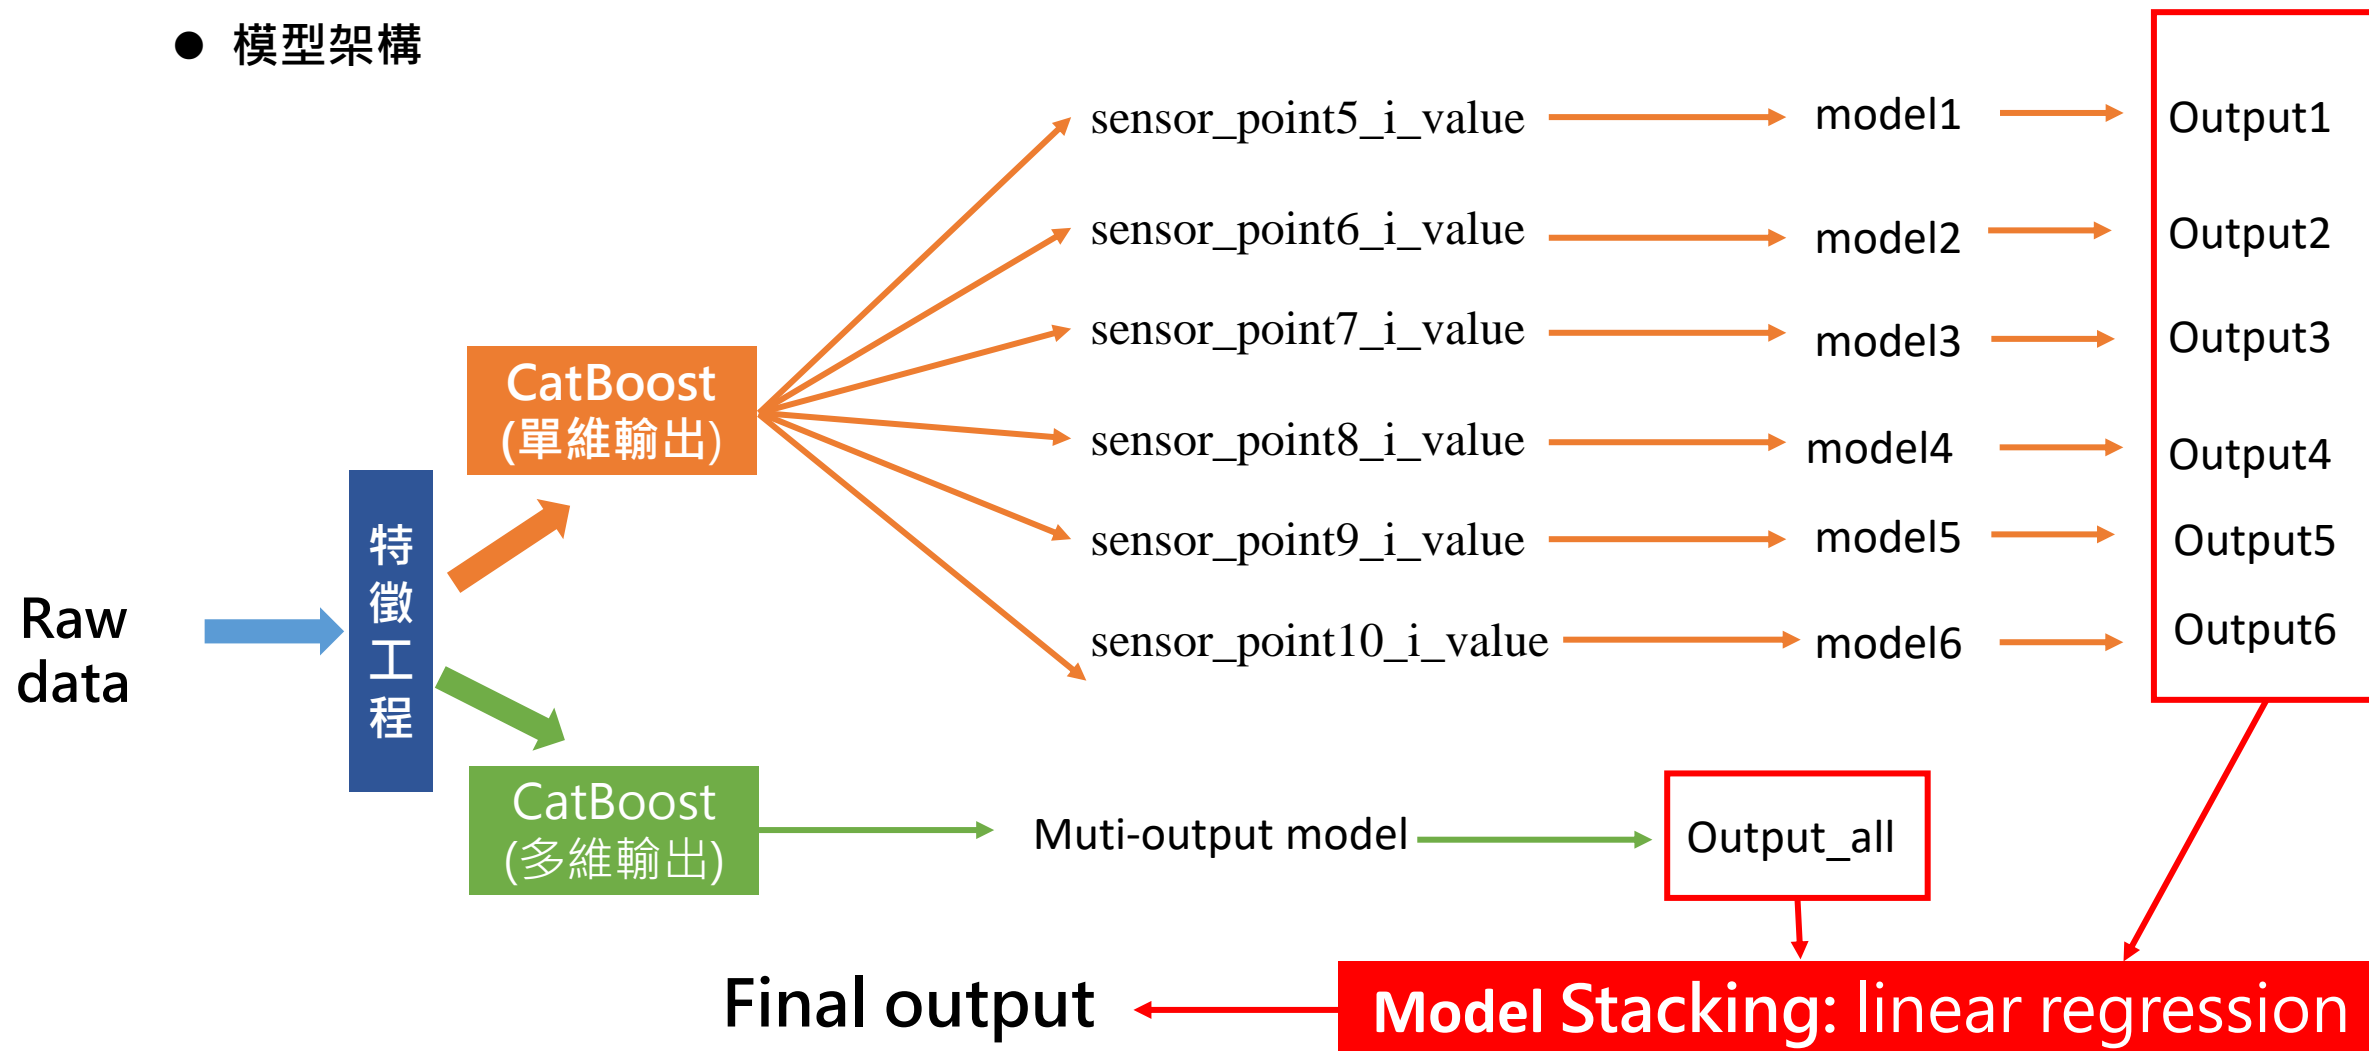 ● 模型架構
sensor_point5_i_value
model1
Output1
sensor_point6_i_value
model2
Output2
sensor_point7_i_value
model3
Output3
CatBoost
(單維輸出)
sensor_point8_i_value
model4
Output4
sensor_point9_i_value
model5
Output5
sensor_point10_i_value
model6
Output6
Raw
data
特
徵
工
程
CatBoost
(多維輸出)
Muti-output model
Output_all
Final output
Model Stacking: linear regression